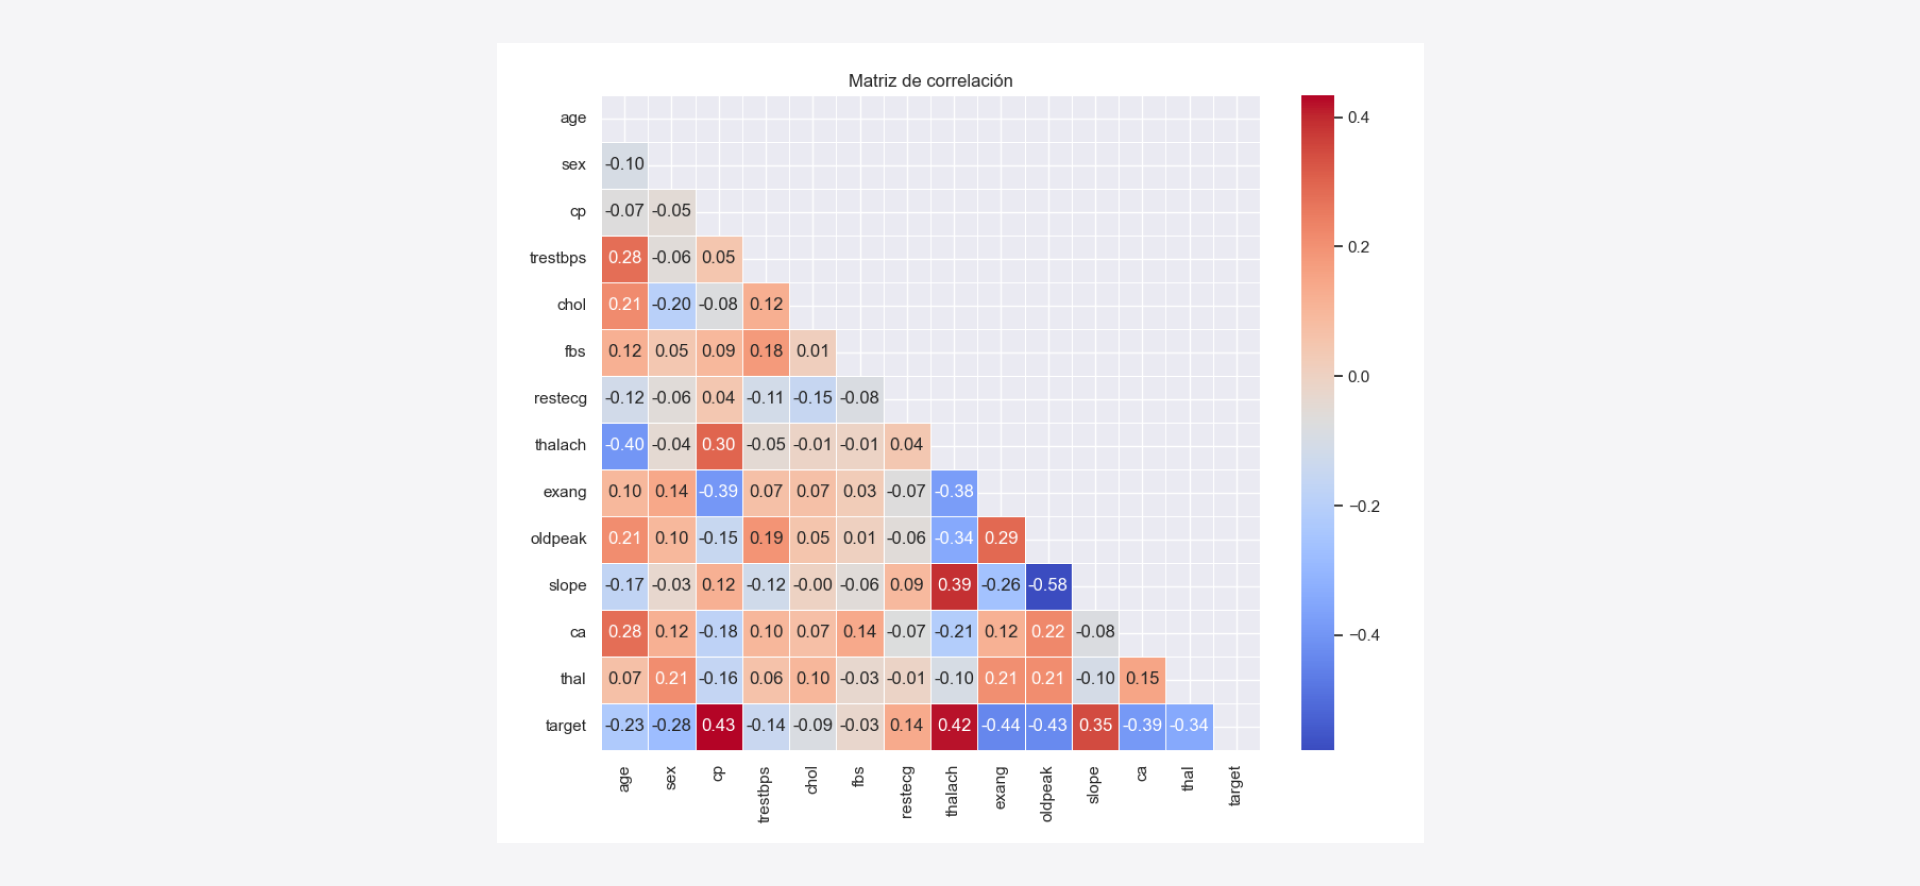 Matriz de correlación
age
sex -0.10
cp -0.07 -0.05
trestbps 0.28 -0.06 0.05
chol 0.21 -0.20 -0.08 0.12
fbs 0.12 0.05 0.09 0.18 0.01
restecg -0.12 -0.06 0.04 -0.11 -0.15 -0.08
thalach -0.40 -0.04 0.30 -0.05 -0.01 -0.01 0.04
exang 0.10 0.14 -0.39 0.07 0.07 0.03 -0.07 -0.38
oldpeak 0.21 0.10 -0.15 0.19 0.05 0.01 -0.06 -0.34 0.29
slope -0.17 -0.03 0.12 -0.12 -0.00 -0.06 0.09 0.39 -0.26 -0.58
ca 0.28 0.12 -0.18 0.10 0.07 0.14 -0.07 -0.21 0.12 0.22 -0.08
thal 0.07 0.21 -0.16 0.06 0.10 -0.03 -0.01 -0.10 0.21 0.21 -0.10 0.15
target -0.23 -0.28 0.43 -0.14 -0.09 -0.03 0.14 0.42 -0.44 -0.43 0.35 -0.39 -0.34
age sex cp trestbps chol fbs restecg thalach exang oldpeak slope ca thal target
0.4
0.2
0.0
−0.2
−0.4